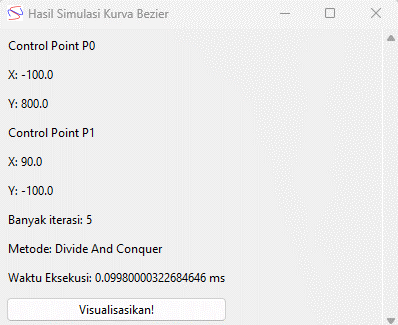 Hasil Simulasi Kurva Bezier
Control Point P0
X: -100.0
Y: 800.0
Control Point P1
X: 90.0
Y: -100.0
Banyak iterasi: 5
Metode: Divide And Conquer
Waktu Eksekusi: 0.09980000322684646 ms
Visualisasikan!